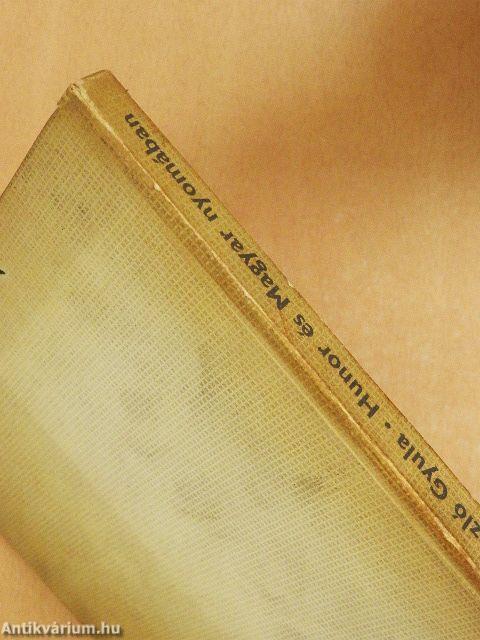 zló Gyula - Hunor és Magyar nyomában
Antikvárium.hu